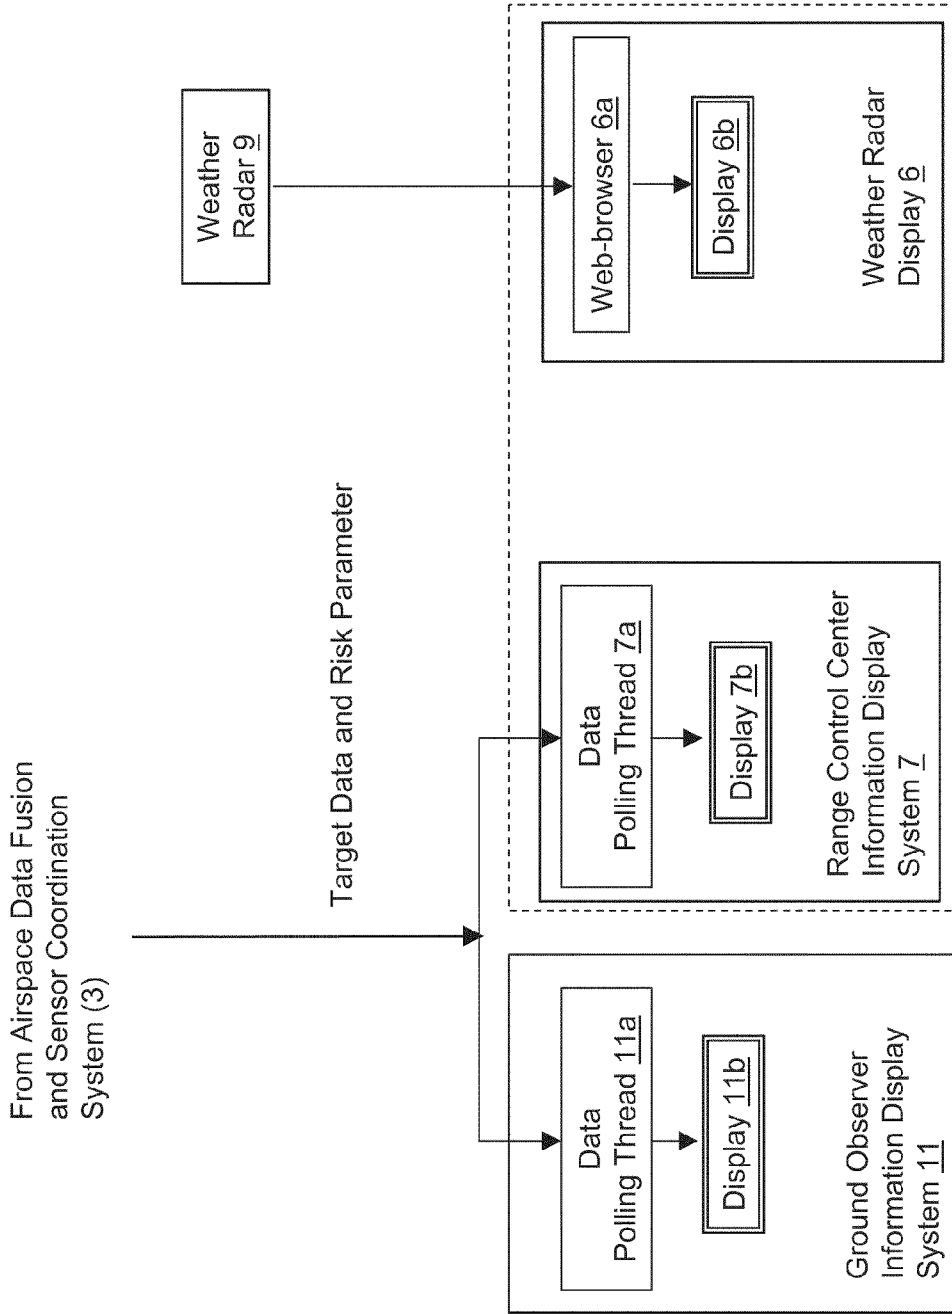 From Airspace Data Fusion
and Sensor Coordination
System (3)
Target Data and Risk Parameter
Weather
Radar 9
Data
Polling Thread 11a
Display 11b
Ground Observer
Information Display
System 11
Data
Polling Thread 7a
Display 7b
Range Control Center
Information Display
System 7
Web-browser 6a
Display 6b
Weather Radar
Display 6